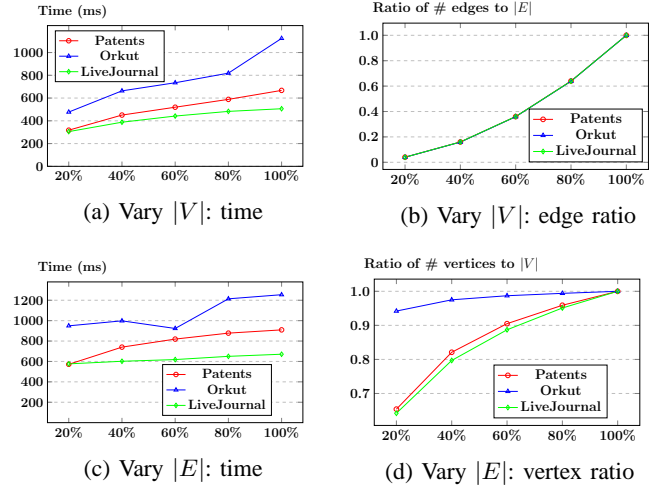 Time (ms)
1000
800
600
400
200
0
20% 40% 60% 80% 100%
Patents
Orkut
LiveJournal
(a) Vary |V|: time
Ratio of # edges to |E|
1.0
0.8
0.6
0.4
0.2
0
20% 40% 60% 80% 100%
Patents
Orkut
LiveJournal
(b) Vary |V|: edge ratio
Time (ms)
1200
1000
800
600
400
200
20% 40% 60% 80% 100%
Patents
Orkut
LiveJournal
(c) Vary |E|: time
Ratio of # vertices to |V|
1.0
0.9
0.8
0.7
20% 40% 60% 80% 100%
Patents
Orkut
LiveJournal
(d) Vary |E|: vertex ratio